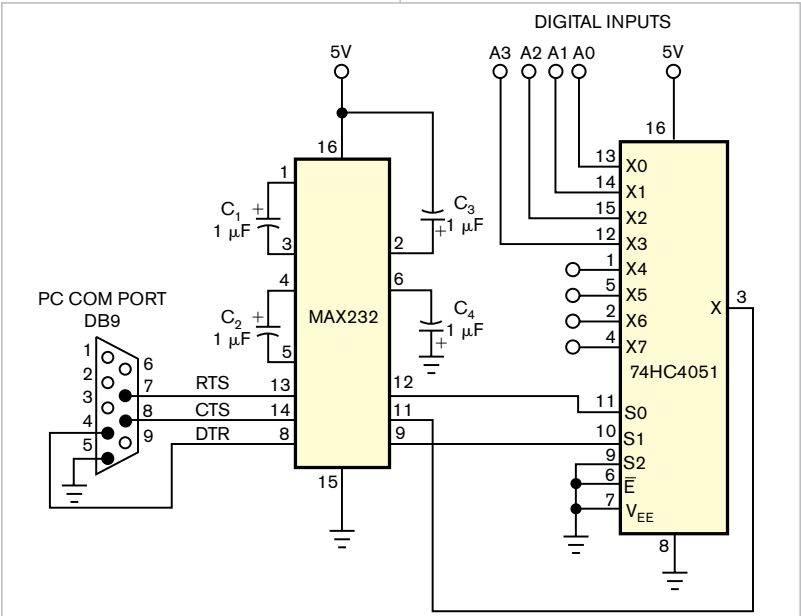 DIGITAL INPUTS
5V
A3 A2 A1 A0
5V
16
16
1
C1 +
1 µF
3
C3
+ 1 µF
2
4
C2 +
1 µF
5
6
C4
1 µF
+
MAX232
13 X0
14 X1
15 X2
12 X3
1 X4
5 X5
2 X6
4 X7
X 3
74HC4051
PC COM PORT
DB9
1
2
3
4
5
6
7
8
9
RTS 13
CTS 14
DTR 8
12
11
9
15
11 S0
10 S1
9 S2
6 E̅
7 VEE
8